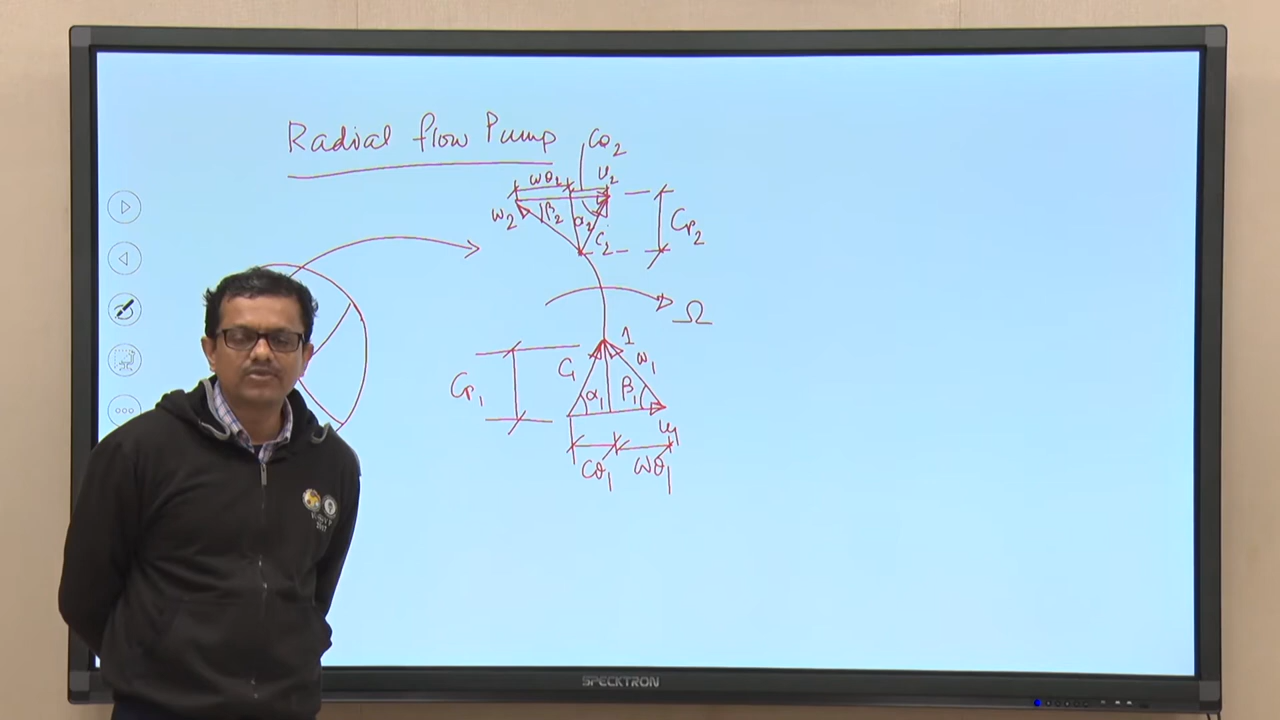 Radial flow Pump
Cθ2
Wθ2
U2
W2
β2
α2
C2
Cr2
Ω
1
C1
W1
Cr1
α1
β1
U1
Cθ1
Wθ1
SPECKTRON